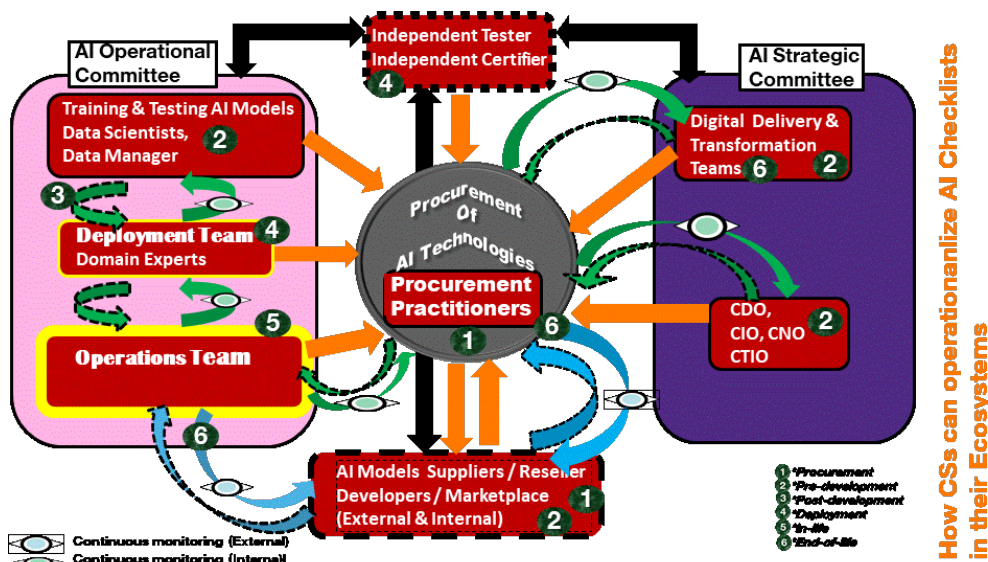 AI Operational
Committee
Independent Tester
Independent Certifier
4
AI Strategic
Committee
Training & Testing AI Models
Data Scientists,
Data Manager
2
Digital Delivery &
Transformation
Teams
6
2
3
Deployment Team
Domain Experts
4
Procurement
Of
AI Technologies
Procurement
Practitioners
1
6
CDO,
CIO, CNO
CTIO
2
5
Operations Team
6
AI Models Suppliers / Reseller
Developers / Marketplace
(External & Internal)
1
2
1 *Procurement
2 *Pre-development
3 *Post-development
4 *Deployment
5 *In-life
6 *End-of-life
Continuous monitoring (External)
Continuous monitoring (Internal)
How CSs can operationanlize AI Checklists
in their Ecosystems